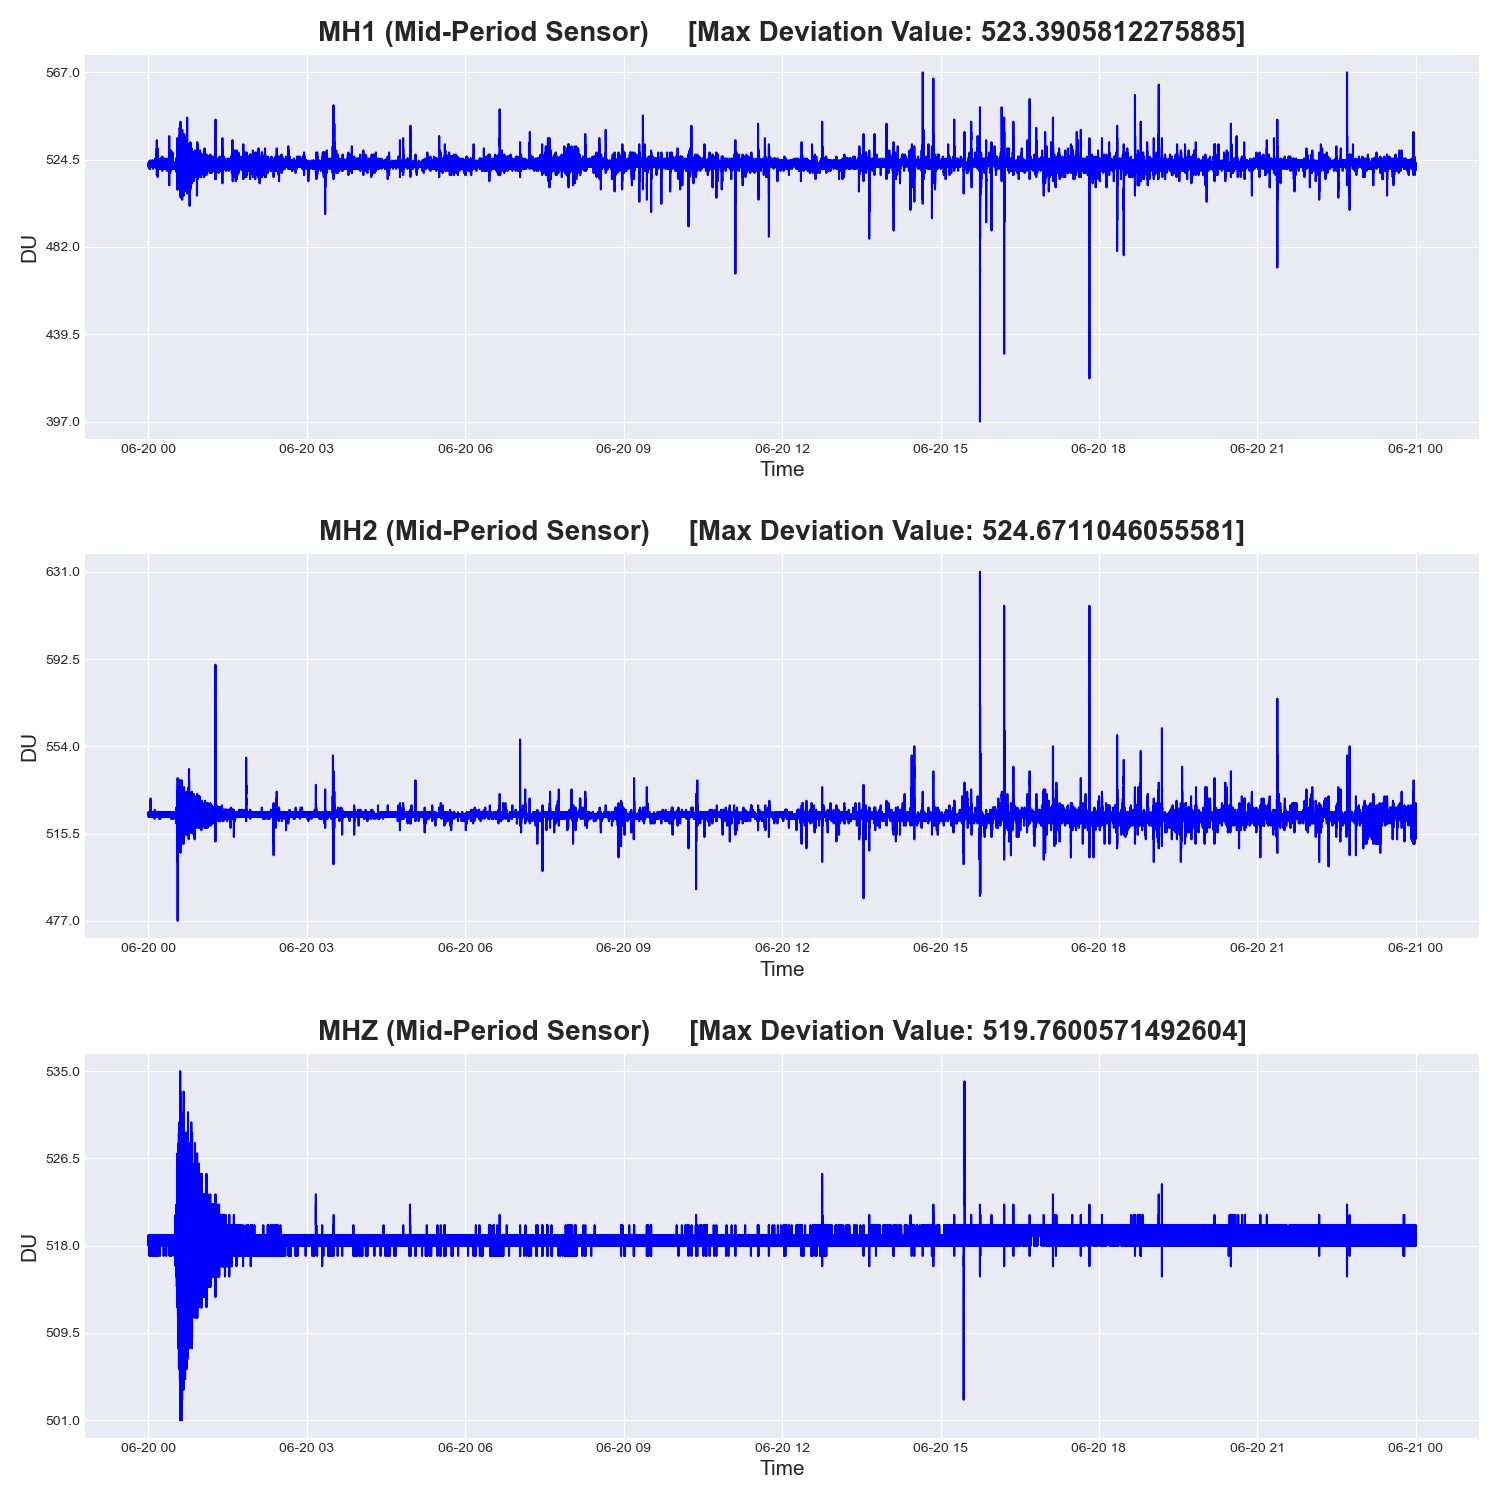 MH1 (Mid-Period Sensor) [Max Deviation Value: 523.3905812275885]
567.0
524.5
482.0
439.5
397.0
DU
06-20 00 06-20 03 06-20 06 06-20 09 06-20 12 06-20 15 06-20 18 06-20 21 06-21 00
Time
MH2 (Mid-Period Sensor) [Max Deviation Value: 524.6711046055581]
631.0
592.5
554.0
515.5
477.0
DU
06-20 00 06-20 03 06-20 06 06-20 09 06-20 12 06-20 15 06-20 18 06-20 21 06-21 00
Time
MHZ (Mid-Period Sensor) [Max Deviation Value: 519.7600571492604]
535.0
526.5
518.0
509.5
501.0
DU
06-20 00 06-20 03 06-20 06 06-20 09 06-20 12 06-20 15 06-20 18 06-20 21 06-21 00
Time